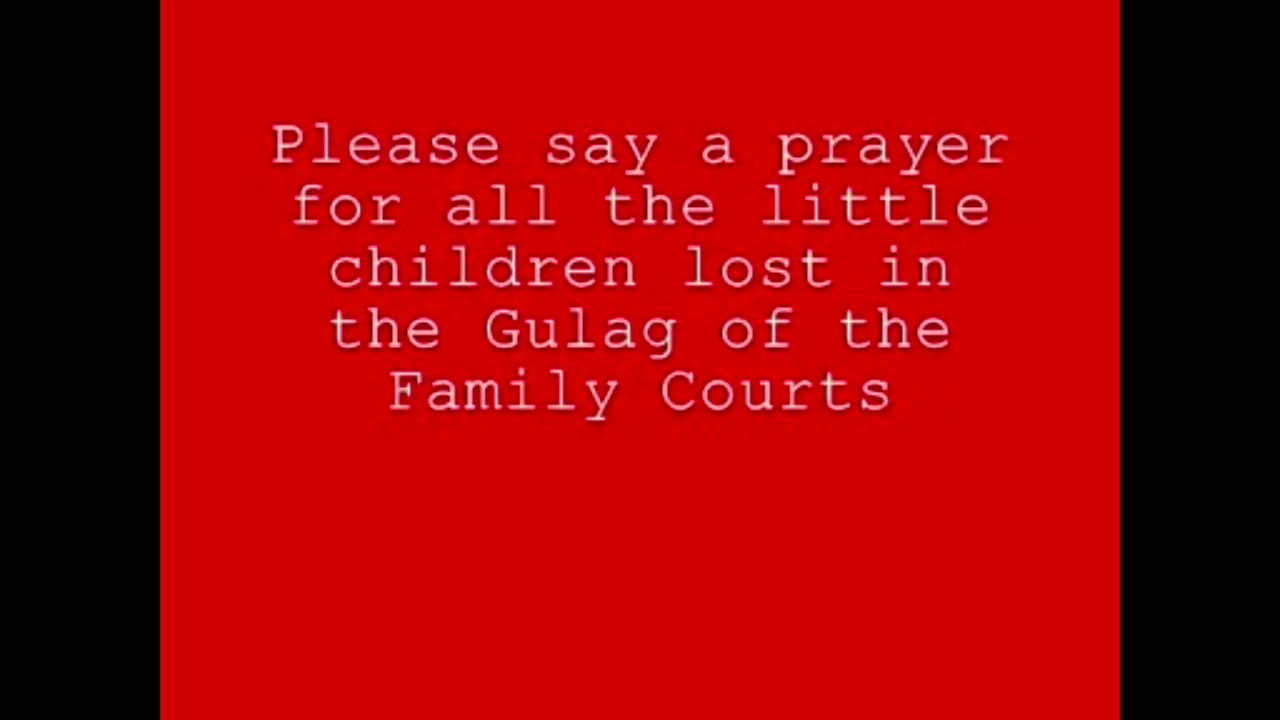 Please say a prayer
for all the little
children lost in
the Gulag of the
Family Courts